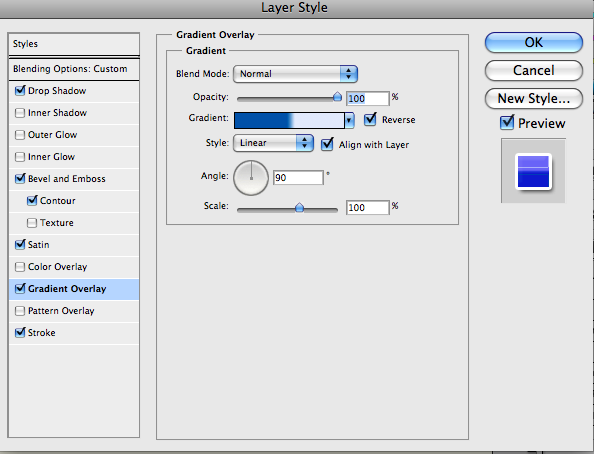 Layer Style
Styles
Blending Options: Custom
Drop Shadow
Inner Shadow
Outer Glow
Inner Glow
Bevel and Emboss
Contour
Texture
Satin
Color Overlay
Gradient Overlay
Pattern Overlay
Stroke
Gradient Overlay
Gradient
Blend Mode: Normal
Opacity: 100 %
Gradient: Reverse
Style: Linear Align with Layer
Angle: 90 °
Scale: 100 %
OK
Cancel
New Style...
Preview